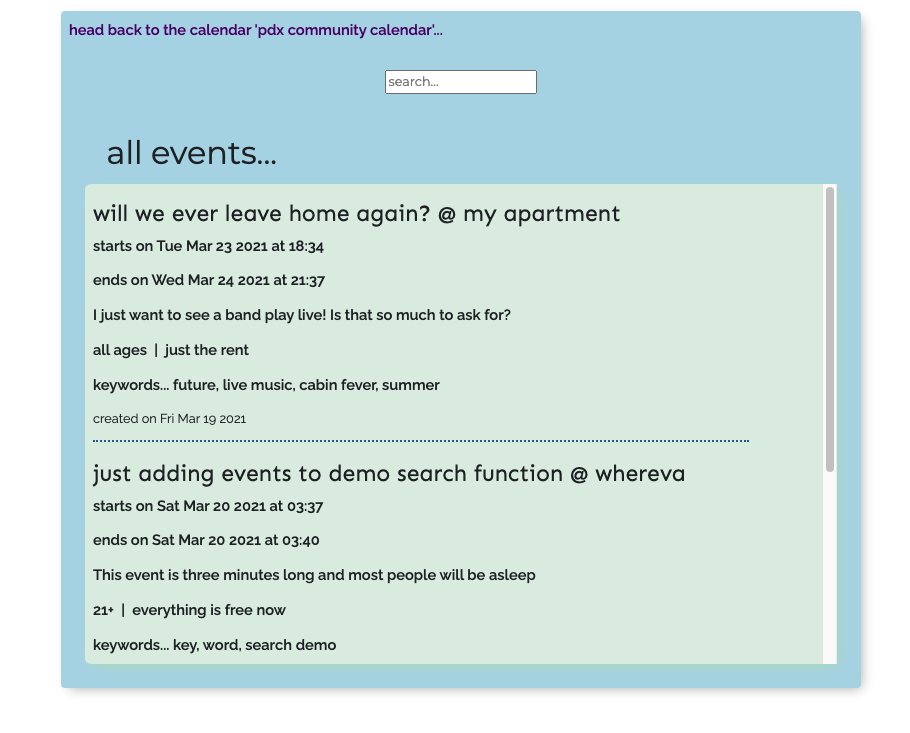 head back to the calendar 'pdx community calendar'...
search...
all events...
will we ever leave home again? @ my apartment
starts on Tue Mar 23 2021 at 18:34
ends on Wed Mar 24 2021 at 21:37
I just want to see a band play live! Is that so much to ask for?
all ages | just the rent
keywords... future, live music, cabin fever, summer
created on Fri Mar 19 2021
just adding events to demo search function @ whereva
starts on Sat Mar 20 2021 at 03:37
ends on Sat Mar 20 2021 at 03:40
This event is three minutes long and most people will be asleep
21+ | everything is free now
keywords... key, word, search demo